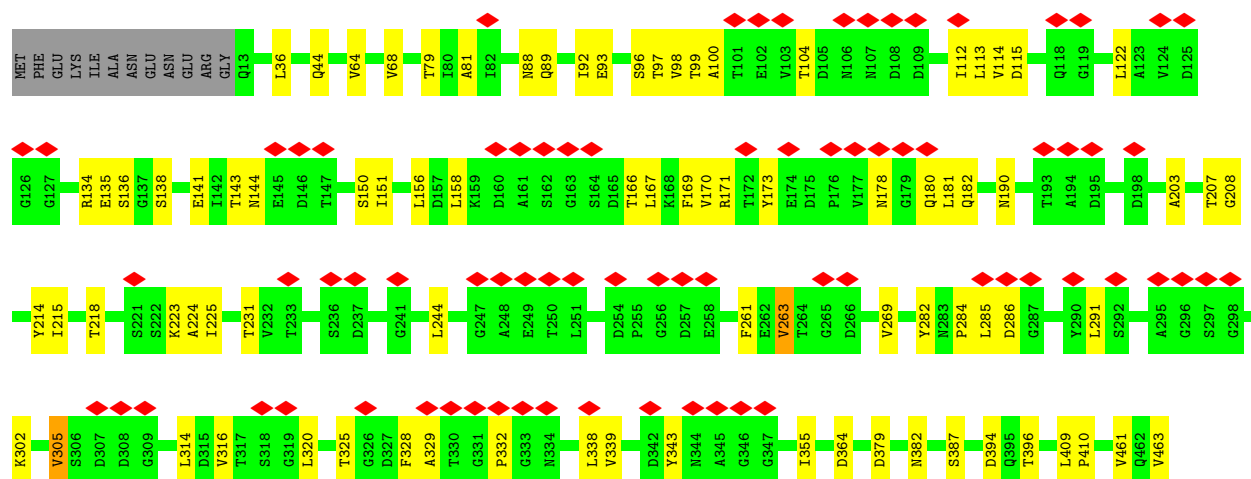 MET PHE GLU LYS ILE ALA ASN GLU ASN GLU ARG GLY Q13 L36 Q44 V64 V68 T79 I80 A81 I82 N88 Q89 I92 E93 S96 T97 V98 T99 A100 T101 E102 V103 T104 D105 N106 N107 D108 D109 I112 L113 V114 D115 Q118 G119 L122 A123 V124 D125
G126 G127 R134 E135 S136 G137 S138 E141 I142 T143 N144 E145 D146 T147 S150 I151 L156 D157 L158 K159 D160 A161 S162 G163 S164 D165 T166 L167 K168 F169 V170 R171 T172 Y173 E174 D175 P176 V177 N178 G179 Q180 L181 Q182 N190 T193 A194 D195 D198 A203 T207 G208
Y214 I215 T218 S221 S222 K223 A224 I225 T231 V232 T233 S236 D237 G241 L244 G247 A248 E249 T250 L251 D254 P255 G256 D257 E258 F261 E262 V263 T264 G265 D266 V269 Y282 N283 P284 L285 D286 G287 Y290 L291 S292 A295 G296 S297 G298
K302 V305 S306 D307 D308 G309 L314 D315 V316 T317 S318 G319 L320 T325 G326 D327 F328 A329 T330 G331 P332 G333 N334 L338 V339 D342 Y343 N344 A345 G346 G347 I355 D364 D379 N382 S387 D394 Q395 T396 L409 P410 V461 Q462 V463